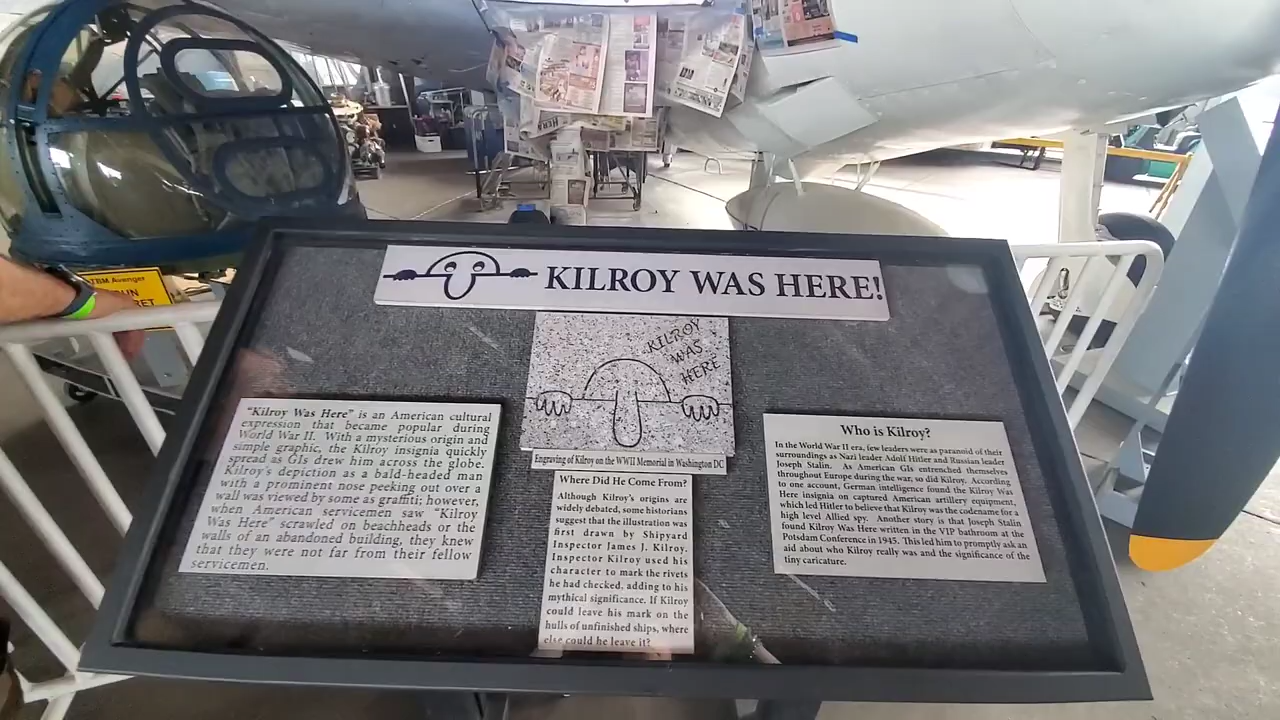 KILROY WAS HERE!
KILROY
WAS
HERE
Engraving of Kilroy on the WWII Memorial in Washington DC
"Kilroy Was Here" is an American cultural
expression that became popular during
World War II. With a mysterious origin and
simple graphic, the Kilroy insignia quickly
spread as GIs drew him across the globe.
Kilroy's depiction as a bald-headed man
with a prominent nose peeking out over a
wall was viewed by some as graffiti; however,
when American servicemen saw "Kilroy
Was Here" scrawled on beachheads or the
walls of an abandoned building, they knew
that they were not far from their fellow
servicemen.
Where Did He Come From?
Although Kilroy's origins are
widely debated, some historians
suggest that the illustration was
first drawn by Shipyard
Inspector James J. Kilroy.
Inspector Kilroy used his
character to mark the rivets
he had checked, adding to his
mythical significance. If Kilroy
could leave his mark on the
hulls of unfinished ships, where
else could he leave it?
Who is Kilroy?
In the World War II era, few leaders were as paranoid of their
surroundings as Nazi leader Adolf Hitler and Russian leader
Joseph Stalin. As American GIs entrenched themselves
throughout Europe during the war, so did Kilroy. According
to one account, German intelligence found the Kilroy Was
Here insignia on captured American artillery equipment,
which led Hitler to believe that Kilroy was the codename for a
high level Allied spy. Another story is that Joseph Stalin
found Kilroy Was Here written in the VIP bathroom at the
Potsdam Conference in 1945. This led him to promptly ask an
aid about who Kilroy really was and the significance of the
tiny caricature.
TBM Avenger